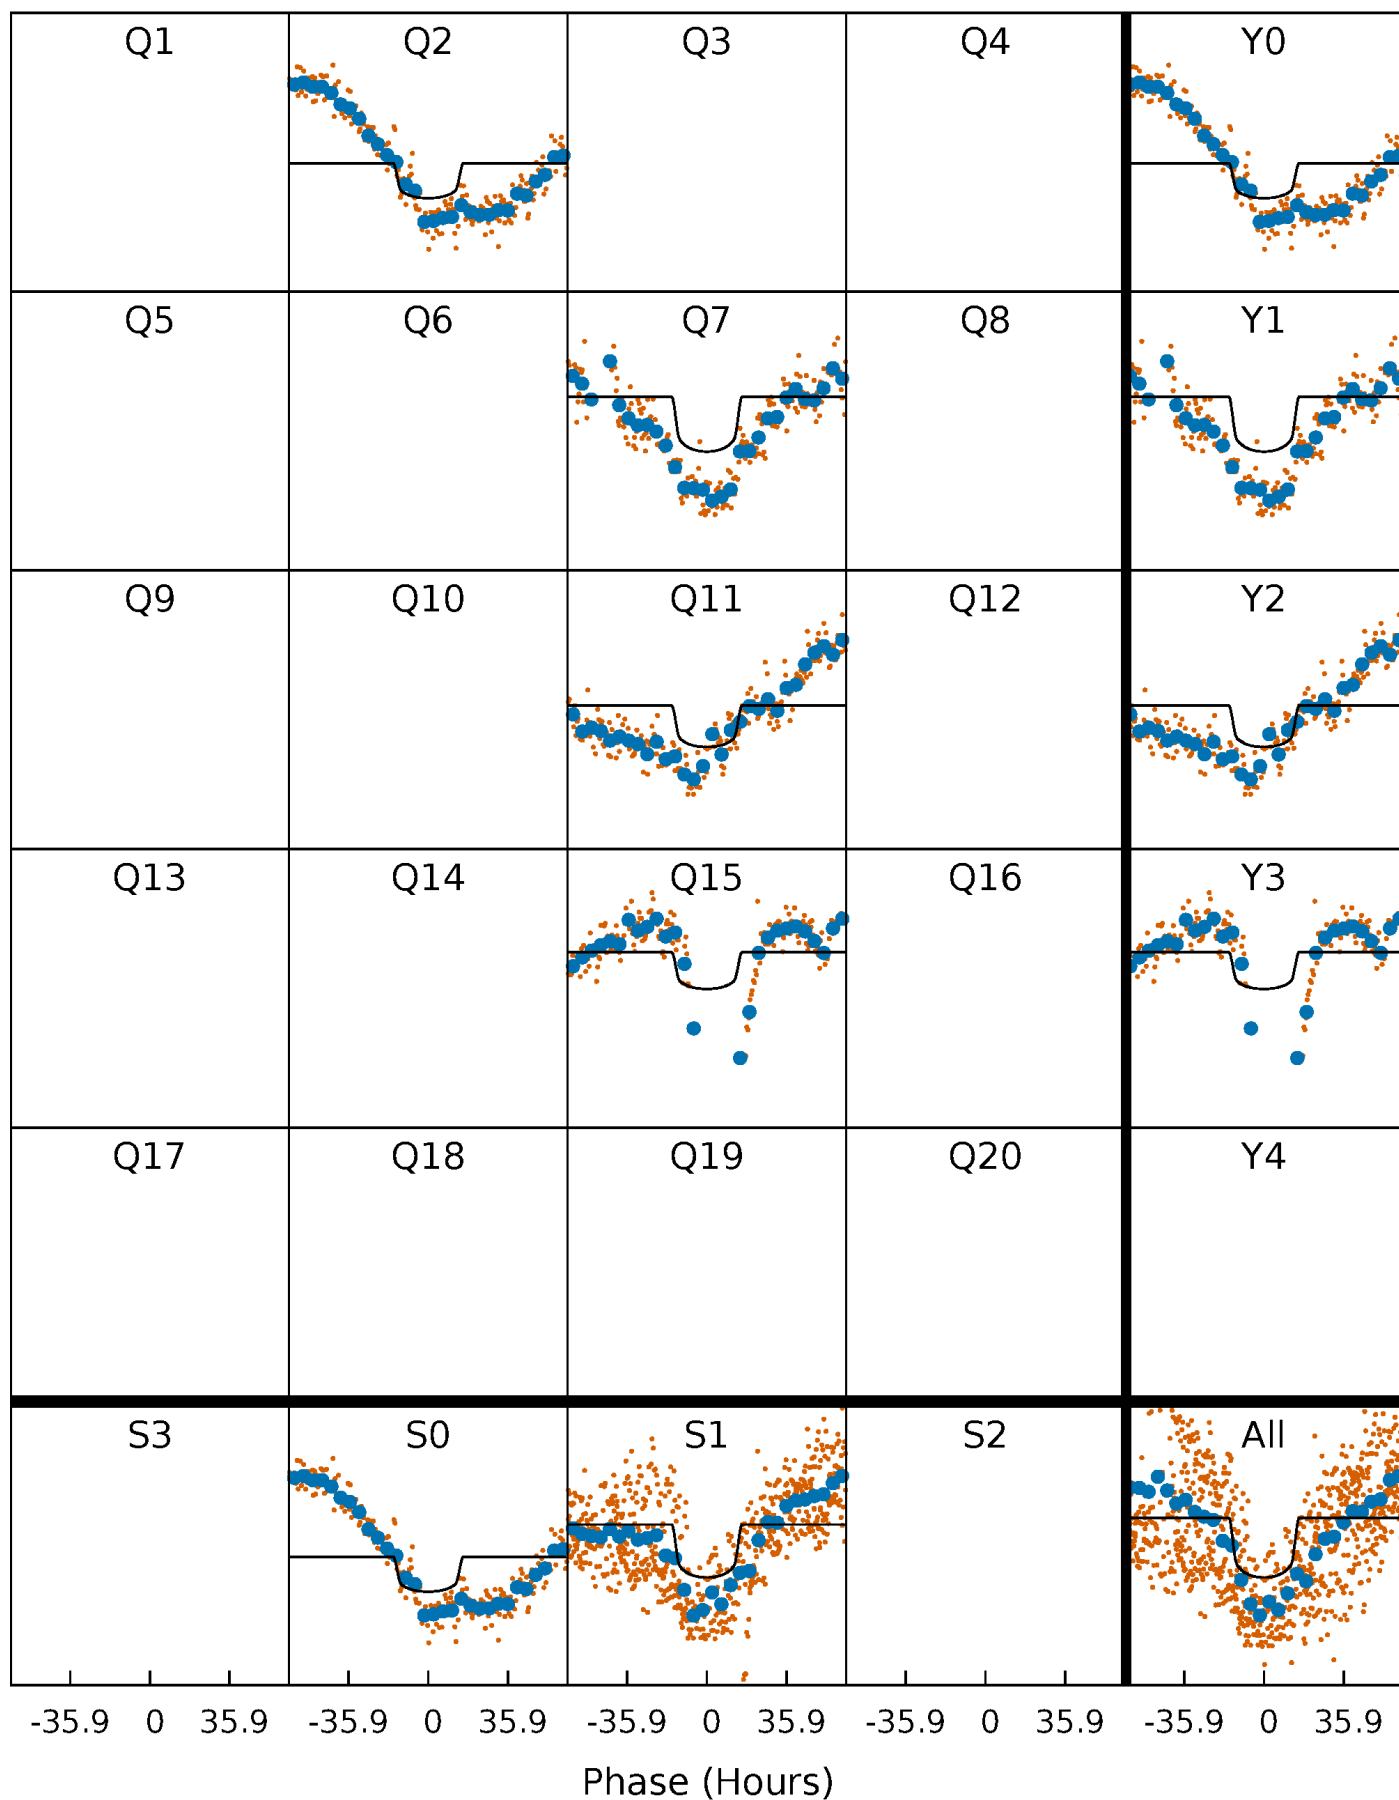 Q1 Q2 Q3 Q4 Y0
Q5 Q6 Q7 Q8 Y1
Q9 Q10 Q11 Q12 Y2
Q13 Q14 Q15 Q16 Y3
Q17 Q18 Q19 Q20 Y4
S3 S0 S1 S2 All
-35.9 0 35.9 -35.9 0 35.9 -35.9 0 35.9 -35.9 0 35.9 -35.9 0 35.9
Phase (Hours)